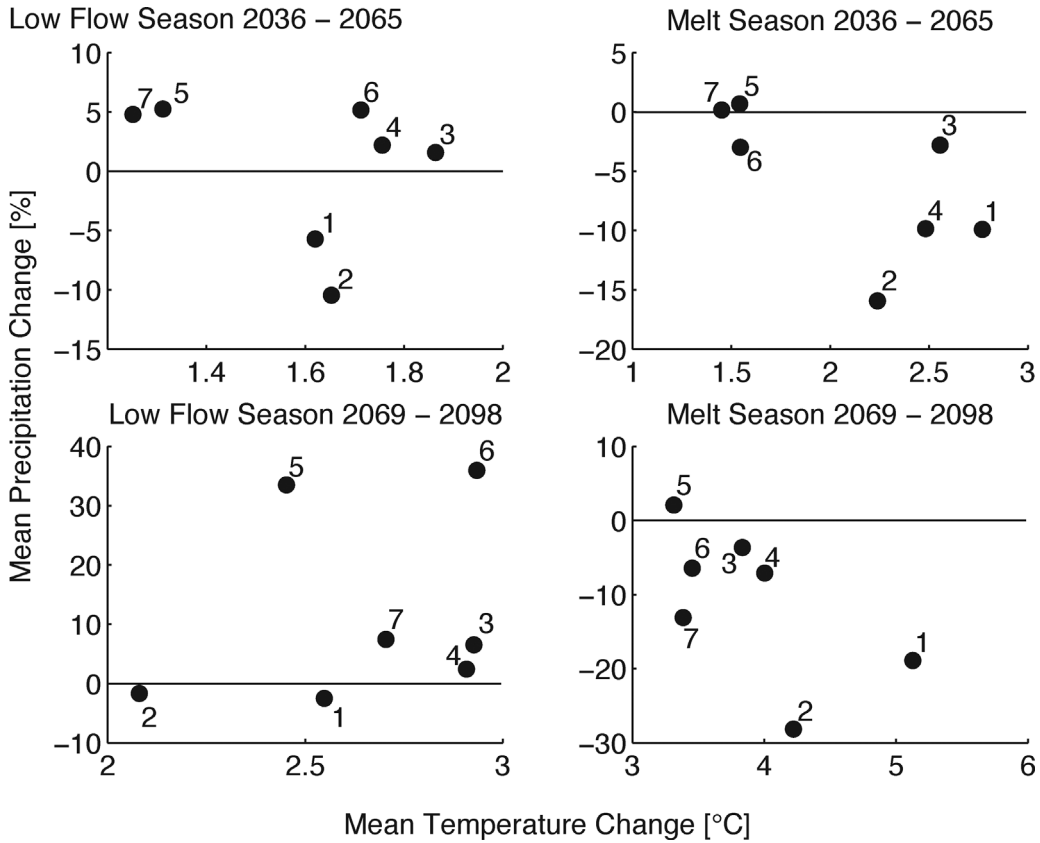 Low Flow Season 2036 – 2065
10
5
0
−5
−10
−15
1.4 1.6 1.8 2
7 5 6 4 3 1 2
Melt Season 2036 – 2065
5
0
−5
−10
−15
−20
1 1.5 2 2.5 3
7 5 6 3 4 1 2
Mean Precipitation Change [%]
Low Flow Season 2069 – 2098
40
30
20
10
0
−10
2 2.5 3
6 5 7 3 4 2 1
Melt Season 2069 – 2098
10
0
−10
−20
−30
3 4 5 6
5 6 3 4 7 1 2
Mean Temperature Change [°C]